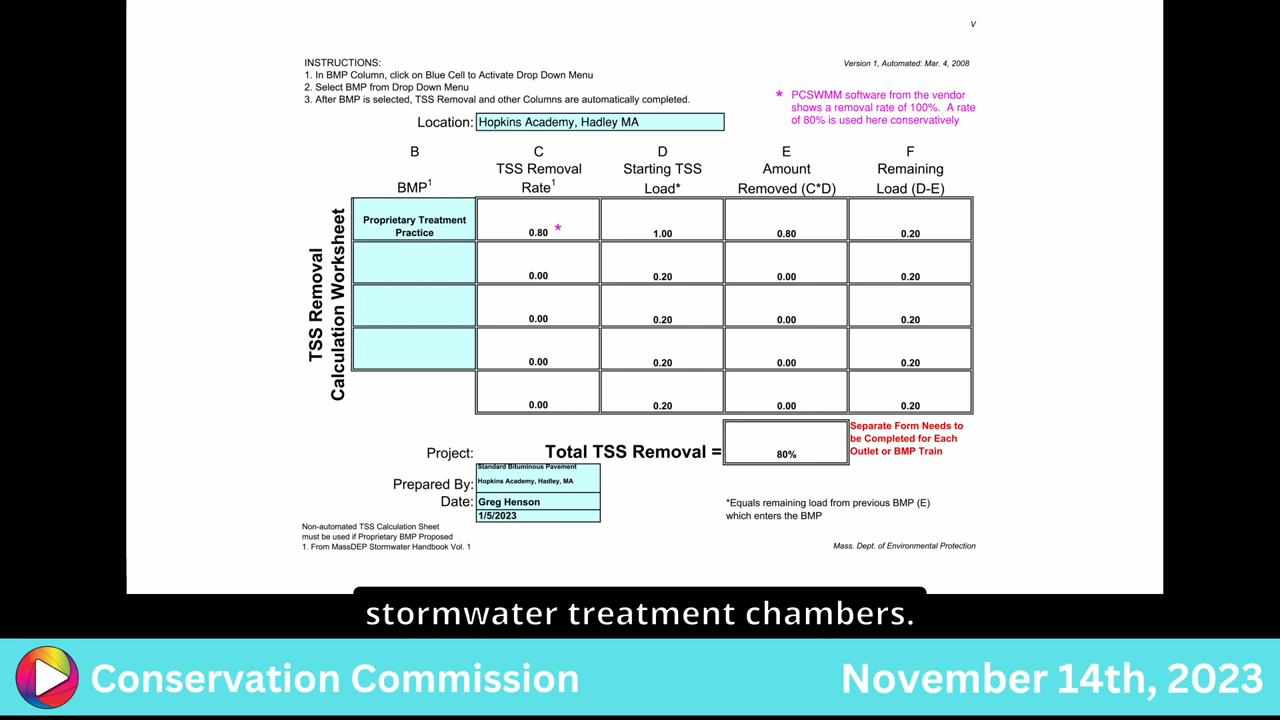 V
INSTRUCTIONS:
Version 1, Automated: Mar. 4, 2008
1. In BMP Column, click on Blue Cell to Activate Drop Down Menu
2. Select BMP from Drop Down Menu
3. After BMP is selected, TSS Removal and other Columns are automatically completed.
* PCSWMM software from the vendor
shows a removal rate of 100%. A rate
of 80% is used here conservatively
Location: Hopkins Academy, Hadley MA
B C D E F
TSS Removal Starting TSS Amount Remaining
BMP1 Rate1 Load* Removed (C*D) Load (D-E)
TSS Removal
Calculation Worksheet
Proprietary Treatment
Practice 0.80 * 1.00 0.80 0.20
0.00 0.20 0.00 0.20
0.00 0.20 0.00 0.20
0.00 0.20 0.00 0.20
0.00 0.20 0.00 0.20
Total TSS Removal = 80%
Separate Form Needs to
be Completed for Each
Outlet or BMP Train
Project:
Standard Bituminous Pavement
Prepared By: Hopkins Academy, Hadley, MA
Date: Greg Henson
1/5/2023
*Equals remaining load from previous BMP (E)
which enters the BMP
Non-automated TSS Calculation Sheet
must be used if Proprietary BMP Proposed
1. From MassDEP Stormwater Handbook Vol. 1
Mass. Dept. of Environmental Protection
stormwater treatment chambers.
Conservation Commission
November 14th, 2023